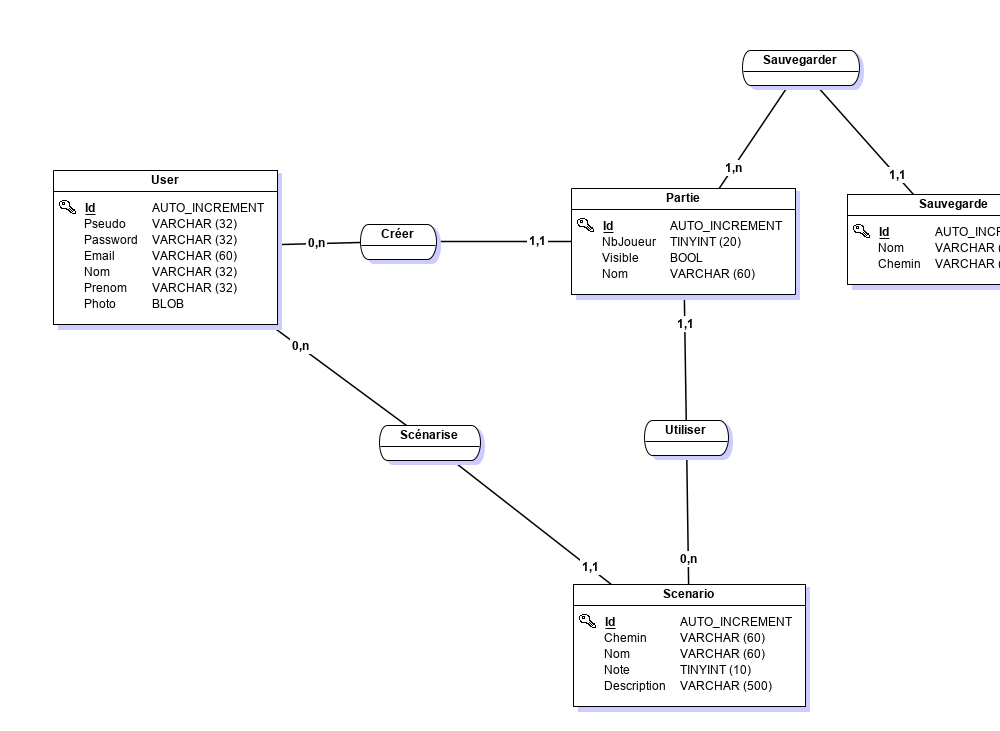 Sauvegarder
1,n
1,1
User
Id AUTO_INCREMENT
Pseudo VARCHAR (32)
Password VARCHAR (32)
Email VARCHAR (60)
Nom VARCHAR (32)
Prenom VARCHAR (32)
Photo BLOB
0,n
Créer
1,1
Partie
Id AUTO_INCREMENT
NbJoueur TINYINT (20)
Visible BOOL
Nom VARCHAR (60)
Sauvegarde
Id
Nom VARCHAR (
Chemin VARCHAR (
0,n
1,1
Scénarise
Utiliser
1,1
0,n
Scenario
Id AUTO_INCREMENT
Chemin VARCHAR (60)
Nom VARCHAR (60)
Note TINYINT (10)
Description VARCHAR (500)